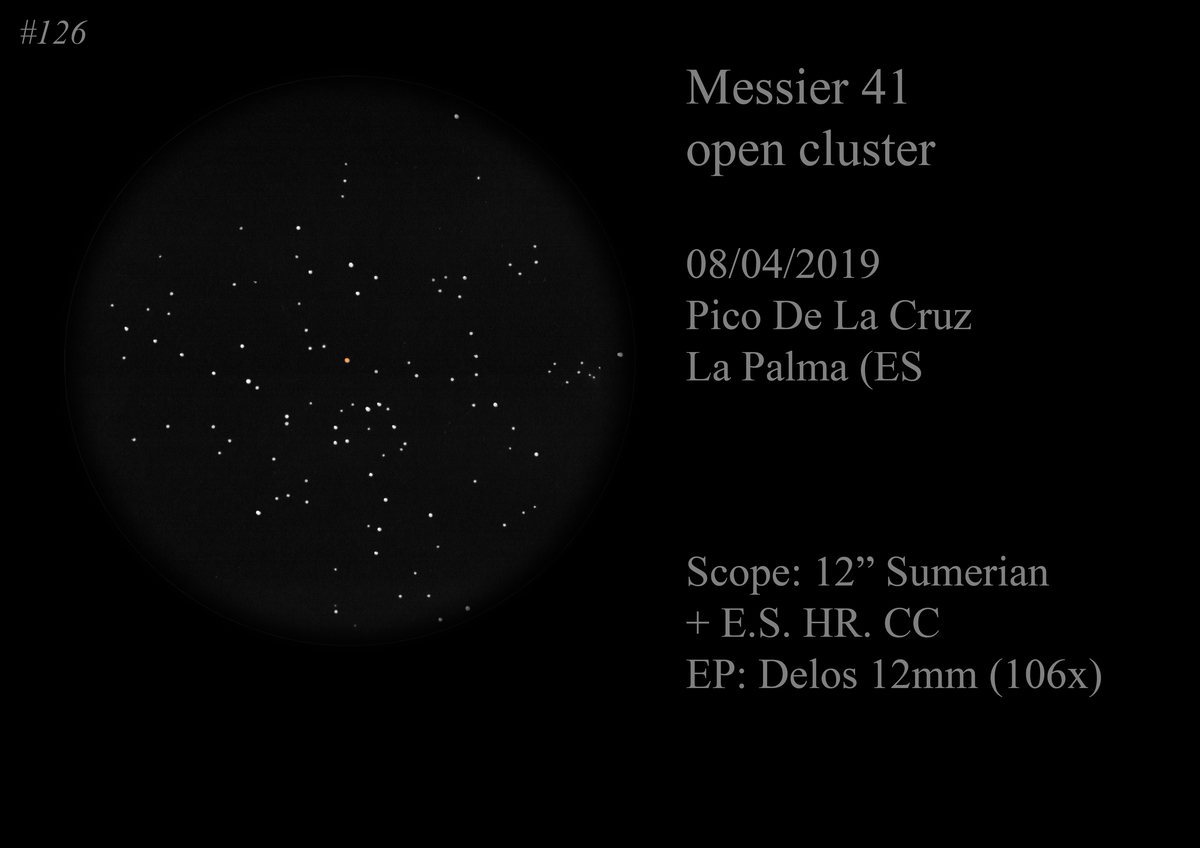 #126
Messier 41
open cluster
08/04/2019
Pico De La Cruz
La Palma (ES
Scope: 12” Sumerian
+ E.S. HR. CC
EP: Delos 12mm (106x)